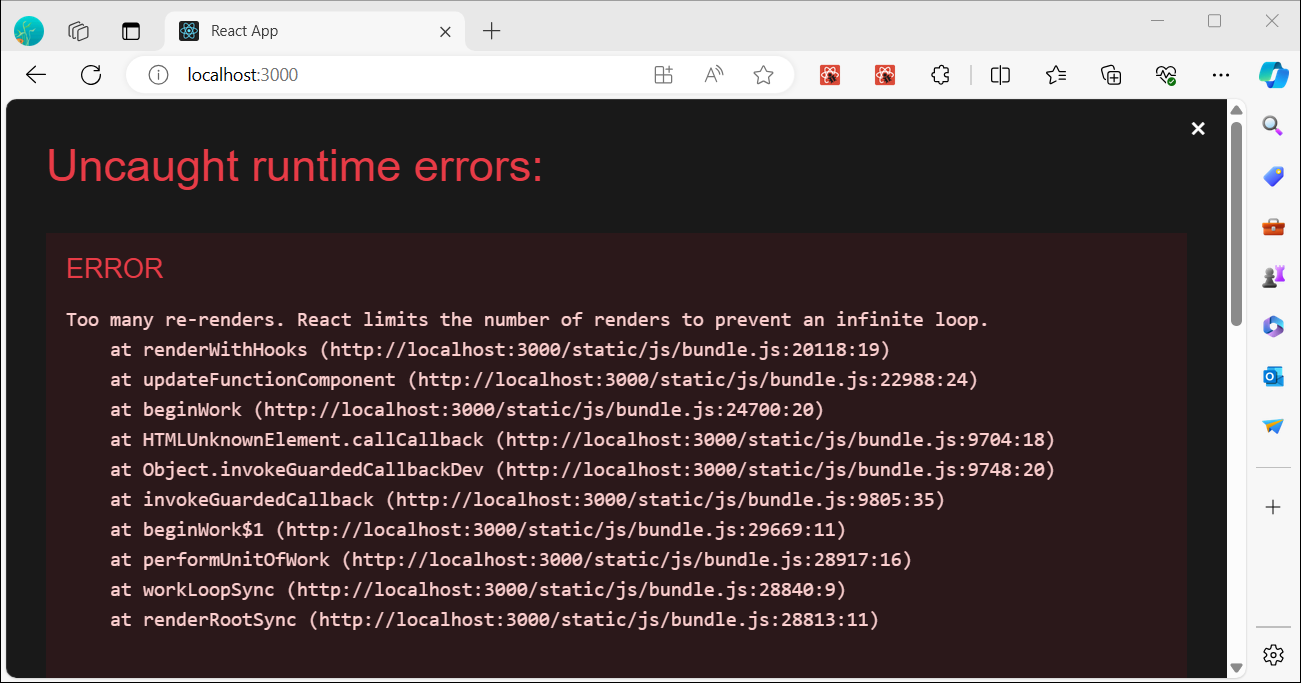 React App
localhost:3000
Uncaught runtime errors:
ERROR
Too many re-renders. React limits the number of renders to prevent an infinite loop.
    at renderWithHooks (http://localhost:3000/static/js/bundle.js:20118:19)
    at updateFunctionComponent (http://localhost:3000/static/js/bundle.js:22988:24)
    at beginWork (http://localhost:3000/static/js/bundle.js:24700:20)
    at HTMLUnknownElement.callCallback (http://localhost:3000/static/js/bundle.js:9704:18)
    at Object.invokeGuardedCallbackDev (http://localhost:3000/static/js/bundle.js:9748:20)
    at invokeGuardedCallback (http://localhost:3000/static/js/bundle.js:9805:35)
    at beginWork$1 (http://localhost:3000/static/js/bundle.js:29669:11)
    at performUnitOfWork (http://localhost:3000/static/js/bundle.js:28917:16)
    at workLoopSync (http://localhost:3000/static/js/bundle.js:28840:9)
    at renderRootSync (http://localhost:3000/static/js/bundle.js:28813:11)